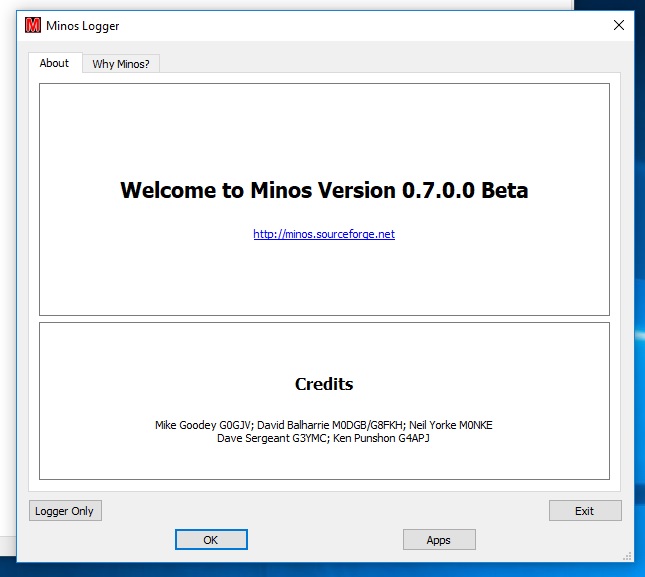 M Minos Logger
About Why Minos?
Welcome to Minos Version 0.7.0.0 Beta
http://minos.sourceforge.net
Credits
Mike Goodey G0GJV; David Balharrie M0DGB/G8FKH; Neil Yorke M0NKE
Dave Sergeant G3YMC; Ken Punshon G4APJ
Logger Only Exit
OK Apps